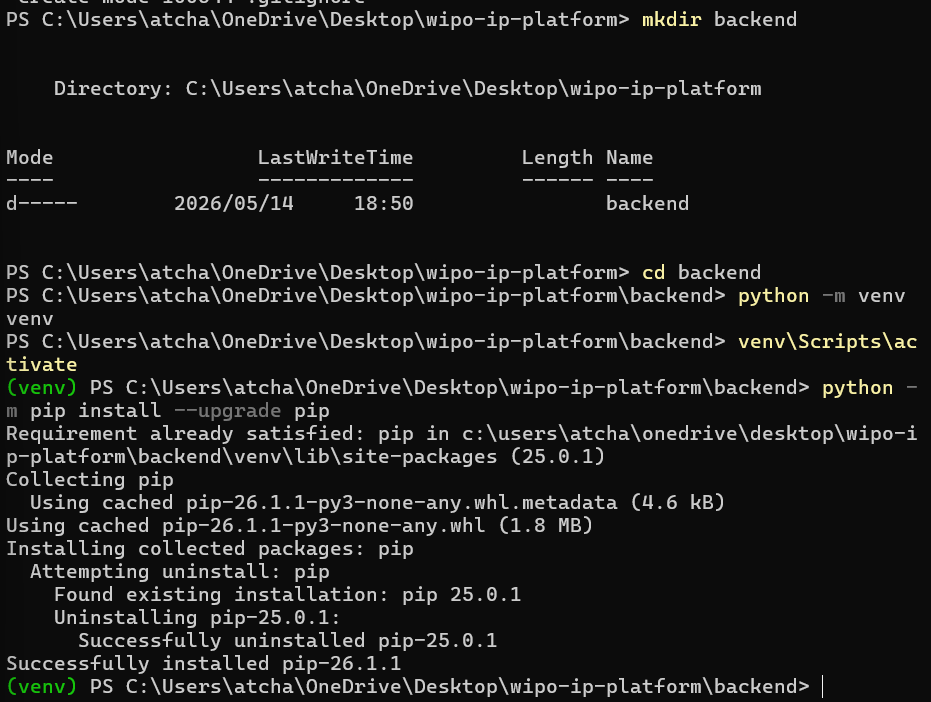 PS C:\Users\atcha\OneDrive\Desktop\wipo-ip-platform> mkdir backend
Directory: C:\Users\atcha\OneDrive\Desktop\wipo-ip-platform
Mode LastWriteTime Length Name
---- ------------- ------ ----
d----- 2026/05/14 18:50 backend
PS C:\Users\atcha\OneDrive\Desktop\wipo-ip-platform> cd backend
PS C:\Users\atcha\OneDrive\Desktop\wipo-ip-platform\backend> python -m venv
venv
PS C:\Users\atcha\OneDrive\Desktop\wipo-ip-platform\backend> venv\Scripts\ac
tivate
(venv) PS C:\Users\atcha\OneDrive\Desktop\wipo-ip-platform\backend> python -
m pip install --upgrade pip
Requirement already satisfied: pip in c:\users\atcha\onedrive\desktop\wipo-i
p-platform\backend\venv\lib\site-packages (25.0.1)
Collecting pip
Using cached pip-26.1.1-py3-none-any.whl.metadata (4.6 kB)
Using cached pip-26.1.1-py3-none-any.whl (1.8 MB)
Installing collected packages: pip
Attempting uninstall: pip
Found existing installation: pip 25.0.1
Uninstalling pip-25.0.1:
Successfully uninstalled pip-25.0.1
Successfully installed pip-26.1.1
(venv) PS C:\Users\atcha\OneDrive\Desktop\wipo-ip-platform\backend>